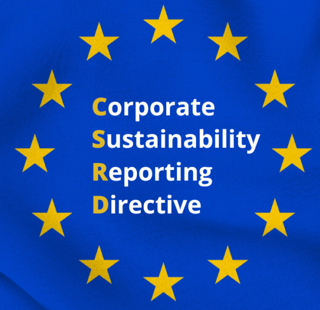 Corporate
Sustainability
Reporting
Directive